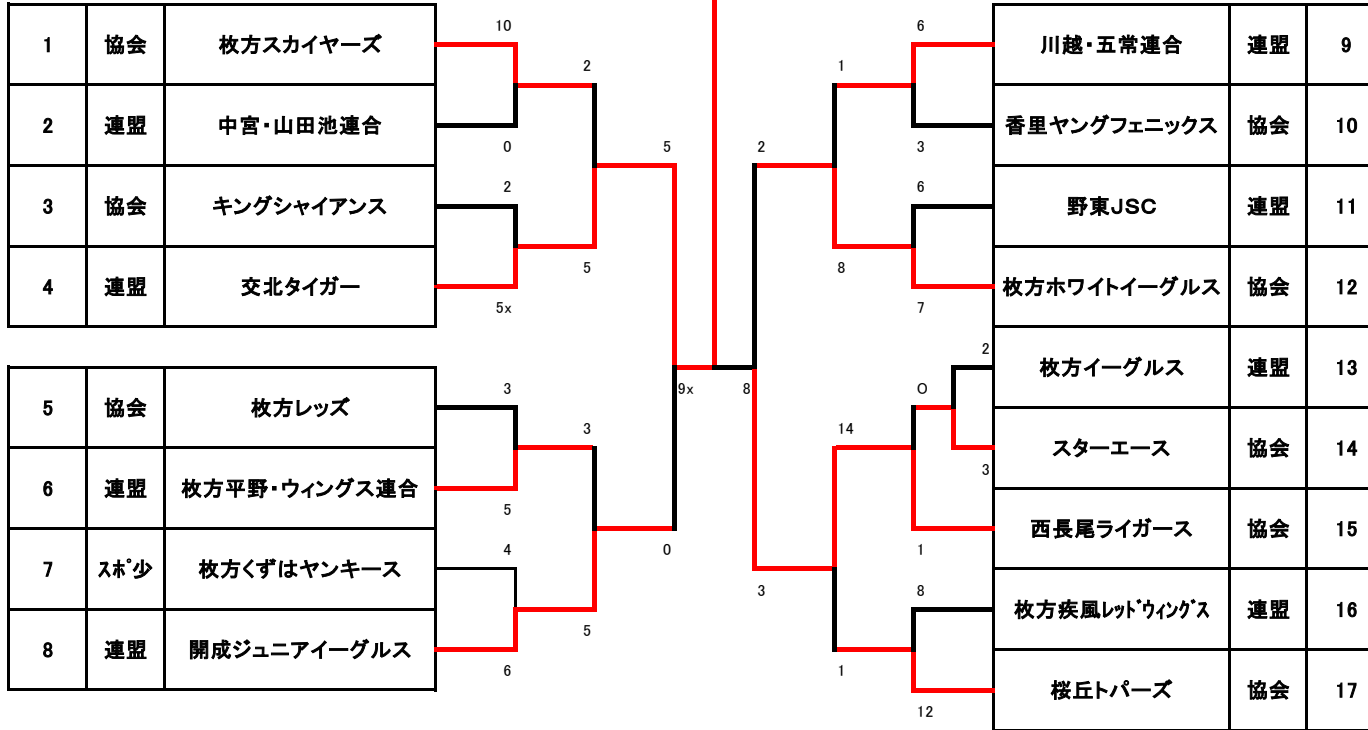 1 協会 枚方スカイヤーズ
2 連盟 中宮・山田池連合
3 協会 キングシャイアンス
4 連盟 交北タイガー
5 協会 枚方レッズ
6 連盟 枚方平野・ウィングス連合
7 スポ少 枚方くずはヤンキース
8 連盟 開成ジュニアイーグルス
10
0
2
5x
3
5
4
6
2
5
3
5
5
0
9x
8
2
3
1
8
14
1
6
3
6
7
O
1
8
12
2
3
川越・五常連合 連盟 9
香里ヤングフェニックス 協会 10
野東JSC 連盟 11
枚方ホワイトイーグルス 協会 12
枚方イーグルス 連盟 13
スターエース 協会 14
西長尾ライガース 協会 15
枚方疾風レッドウィングス 連盟 16
桜丘トパーズ 協会 17